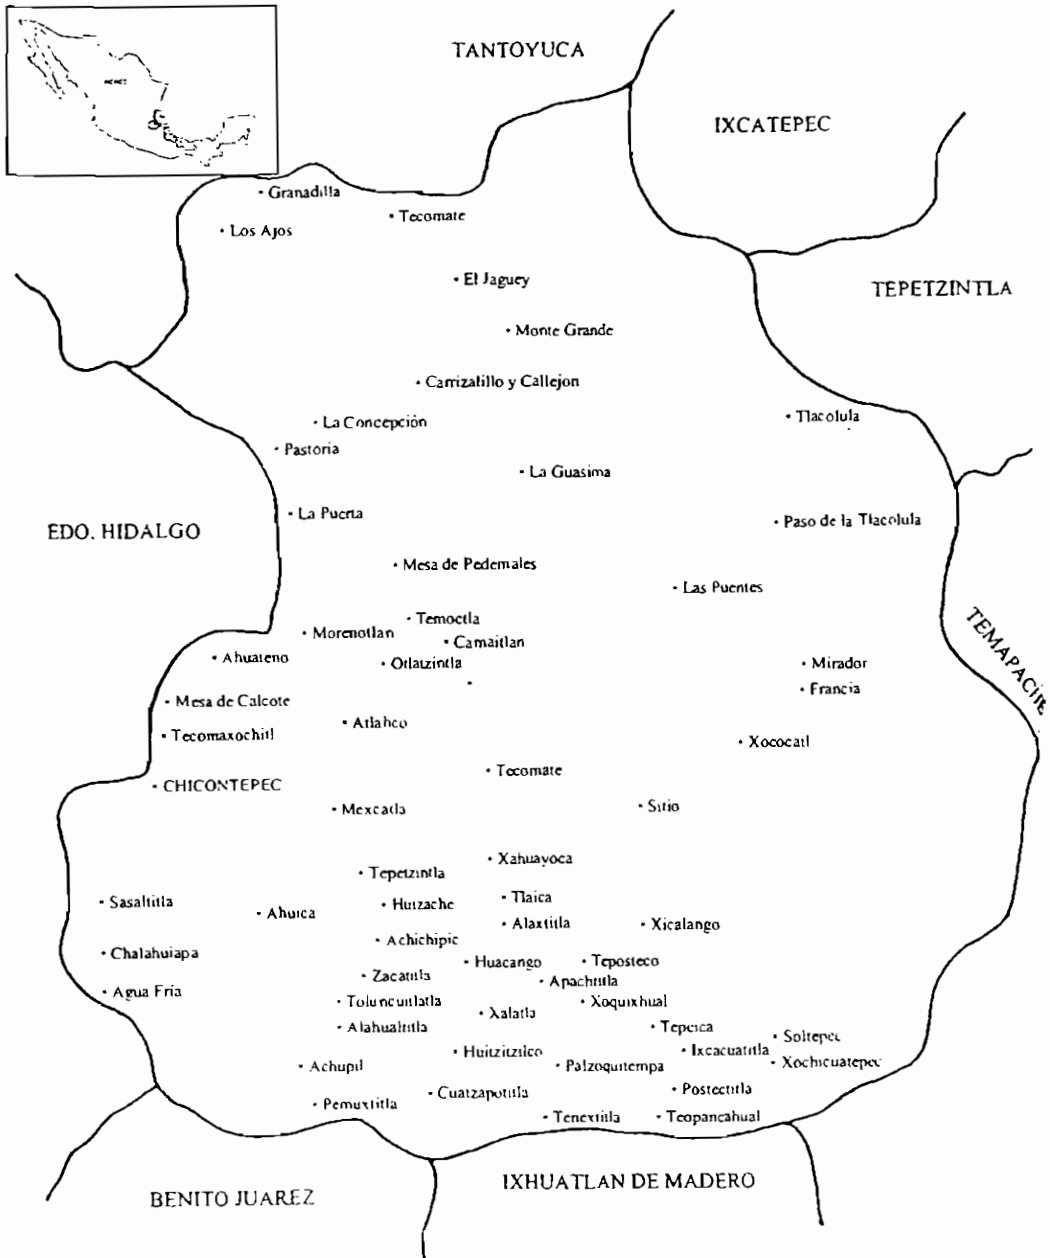 TANTOYUCA
IXCATEPEC
Granadilla
Tecomate
Los Ajos
El Jaguey
TEPETZINTLA
Monte Grande
Carrizalillo y Callejon
La Concepción
Tlacolula
Pastoria
La Guasima
La Puerta
Paso de la Tlacolula
EDO. HIDALGO
Mesa de Pedernales
Las Puentes
Temoctla
TEMAPACHE
Morenotlan
Camaitlan
Ahuateno
Otlatzintla
Mirador
Francia
Mesa de Calcote
Atlahco
Tecomaxochitl
Xococatl
Tecomate
CHICONTEPEC
Mexcatla
Sitio
Xahuayoca
Tepetzintla
Sasaltitla
Huizache
Tlaica
Ahuica
Alaxtitla
Xicalango
Achichipic
Chalahuiapa
Huacango
Teposteco
Zacatitla
Apachtitla
Agua Fría
Toluncuitlatla
Xoquixhual
Xalatla
Alahualtitla
Tepeica
Soltepec
Huitzitzilco
Ixcacuatitla
Achupil
Palzoquitempa
Xochicuatepec
Cuatzapotitla
Postectitla
Pemuxtitla
Tenextitla
Teopancahual
BENITO JUAREZ
IXHUATLAN DE MADERO